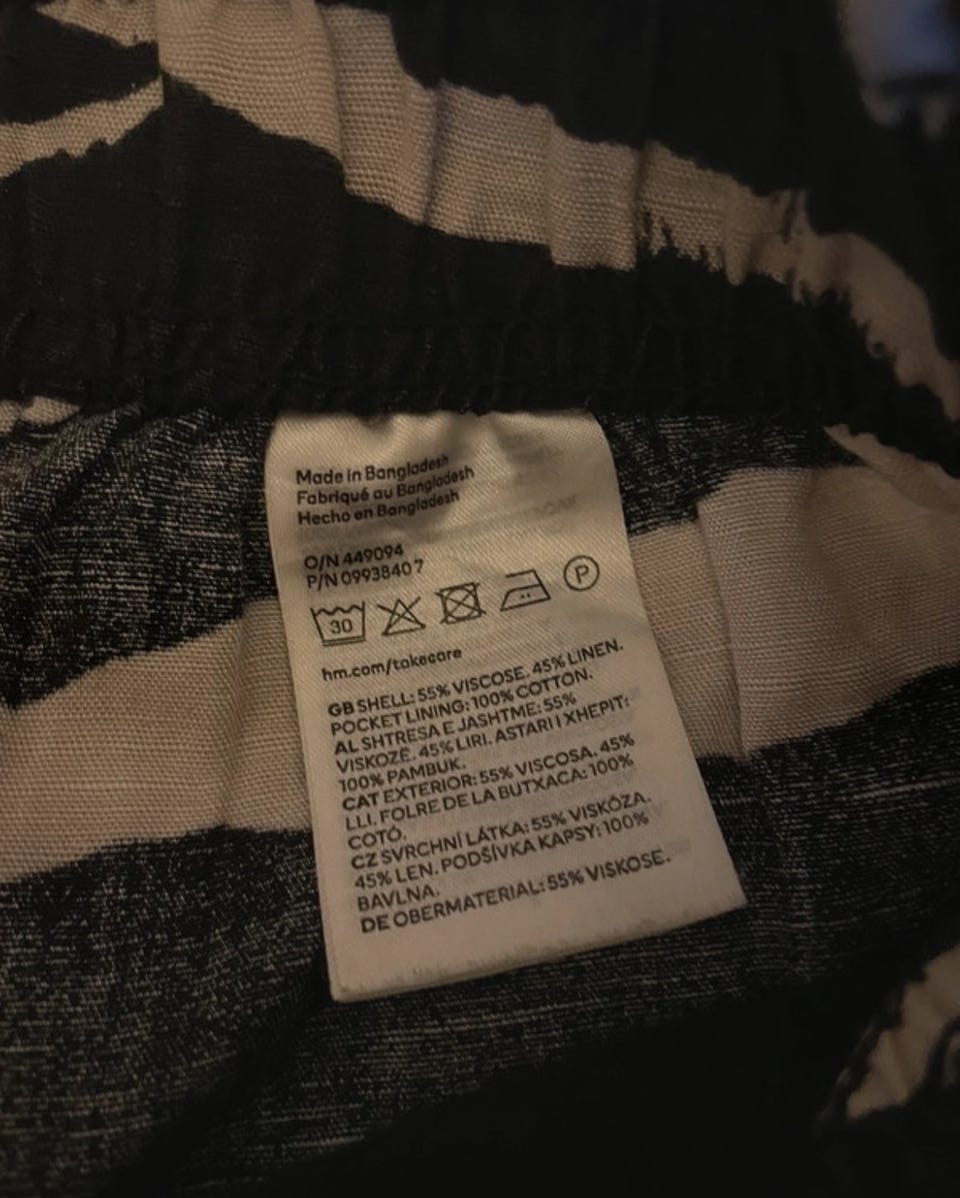 Made in Bangladesh
Fabriqué au Bangladesh
Hecho en Bangladesh
O/N 449094
P/N 0993840 7
30
P
hm.com/takecare
GB SHELL: 55% VISCOSE. 45% LINEN.
POCKET LINING: 100% COTTON.
AL SHTRESA E JASHTME: 55%
VISKOZË. 45% LIRI. ASTARI I XHEPIT:
100% PAMBUK.
CAT EXTERIOR: 55% VISCOSA. 45%
LLI. FOLRE DE LA BUTXACA: 100%
COTÓ.
CZ SVRCHNÍ LÁTKA: 55% VISKÓZA.
45% LEN. PODŠÍVKA KAPSY: 100%
BAVLNA.
DE OBERMATERIAL: 55% VISKOSE.